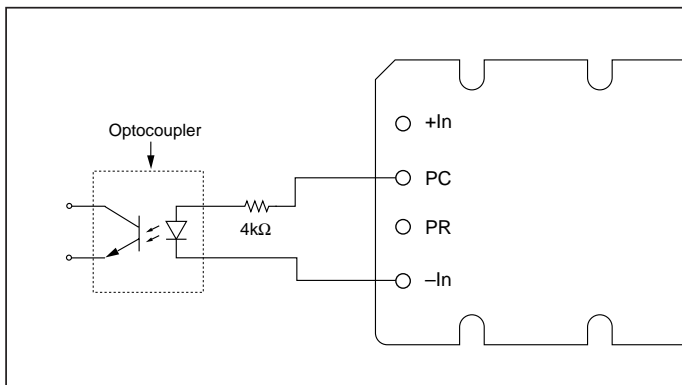 Optocoupler
4kΩ
+In
PC
PR
–In